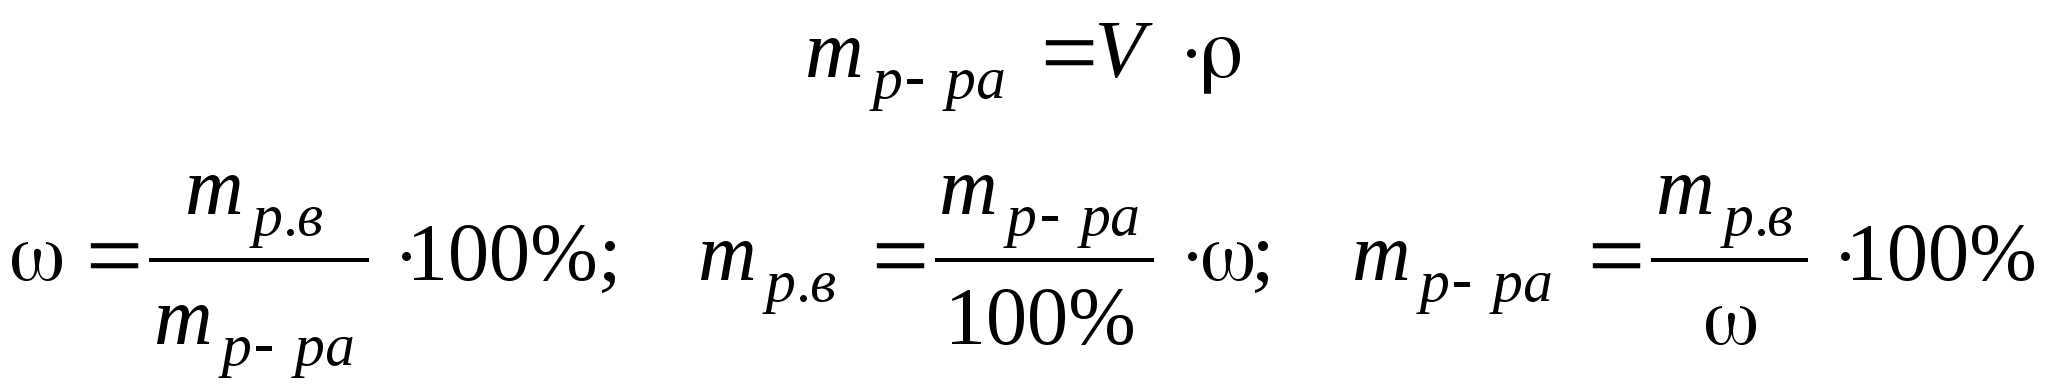 m р- ра = V · ρ
ω = m р.в / m р- ра · 100%; m р.в = m р- ра / 100% · ω; m р- ра = m р.в / ω · 100%